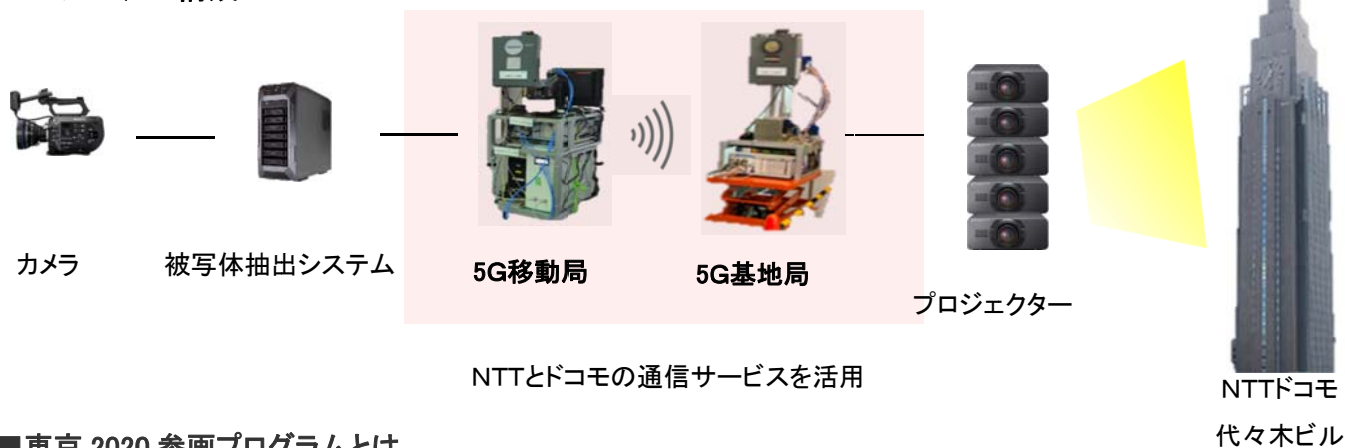 カメラ
被写体抽出システム
5G移動局
5G基地局
プロジェクター
NTTとドコモの通信サービスを活用
NTTドコモ
代々木ビル
■東京 2020 参画プログラムとは